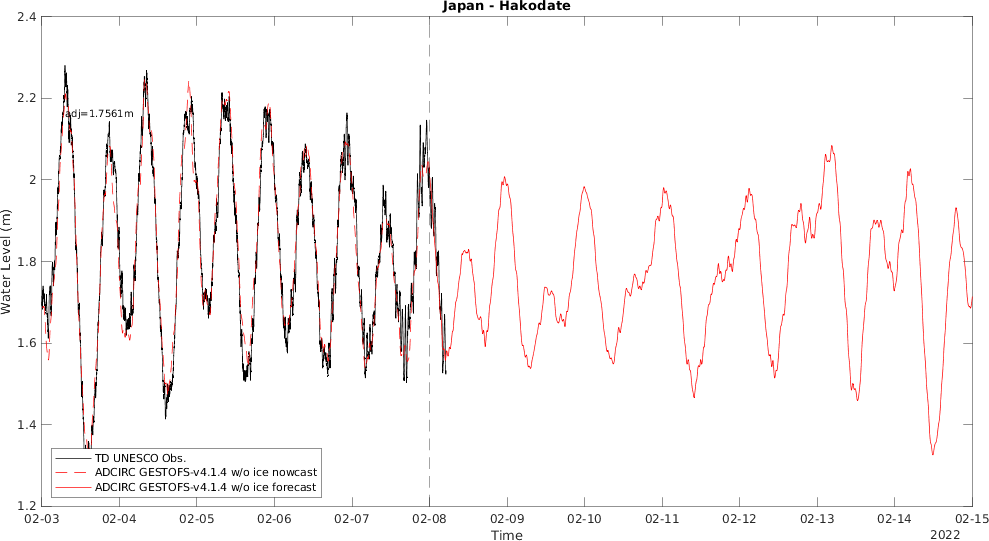 Japan - Hakodate
2.4
2.2
2
1.8
1.6
1.4
1.2
Water Level (m)
adj=1.7561m
TD UNESCO Obs.
ADCIRC GESTOFS-v4.1.4 w/o ice nowcast
ADCIRC GESTOFS-v4.1.4 w/o ice forecast
02-03 02-04 02-05 02-06 02-07 02-08 02-09 02-10 02-11 02-12 02-13 02-14 02-15
Time
2022